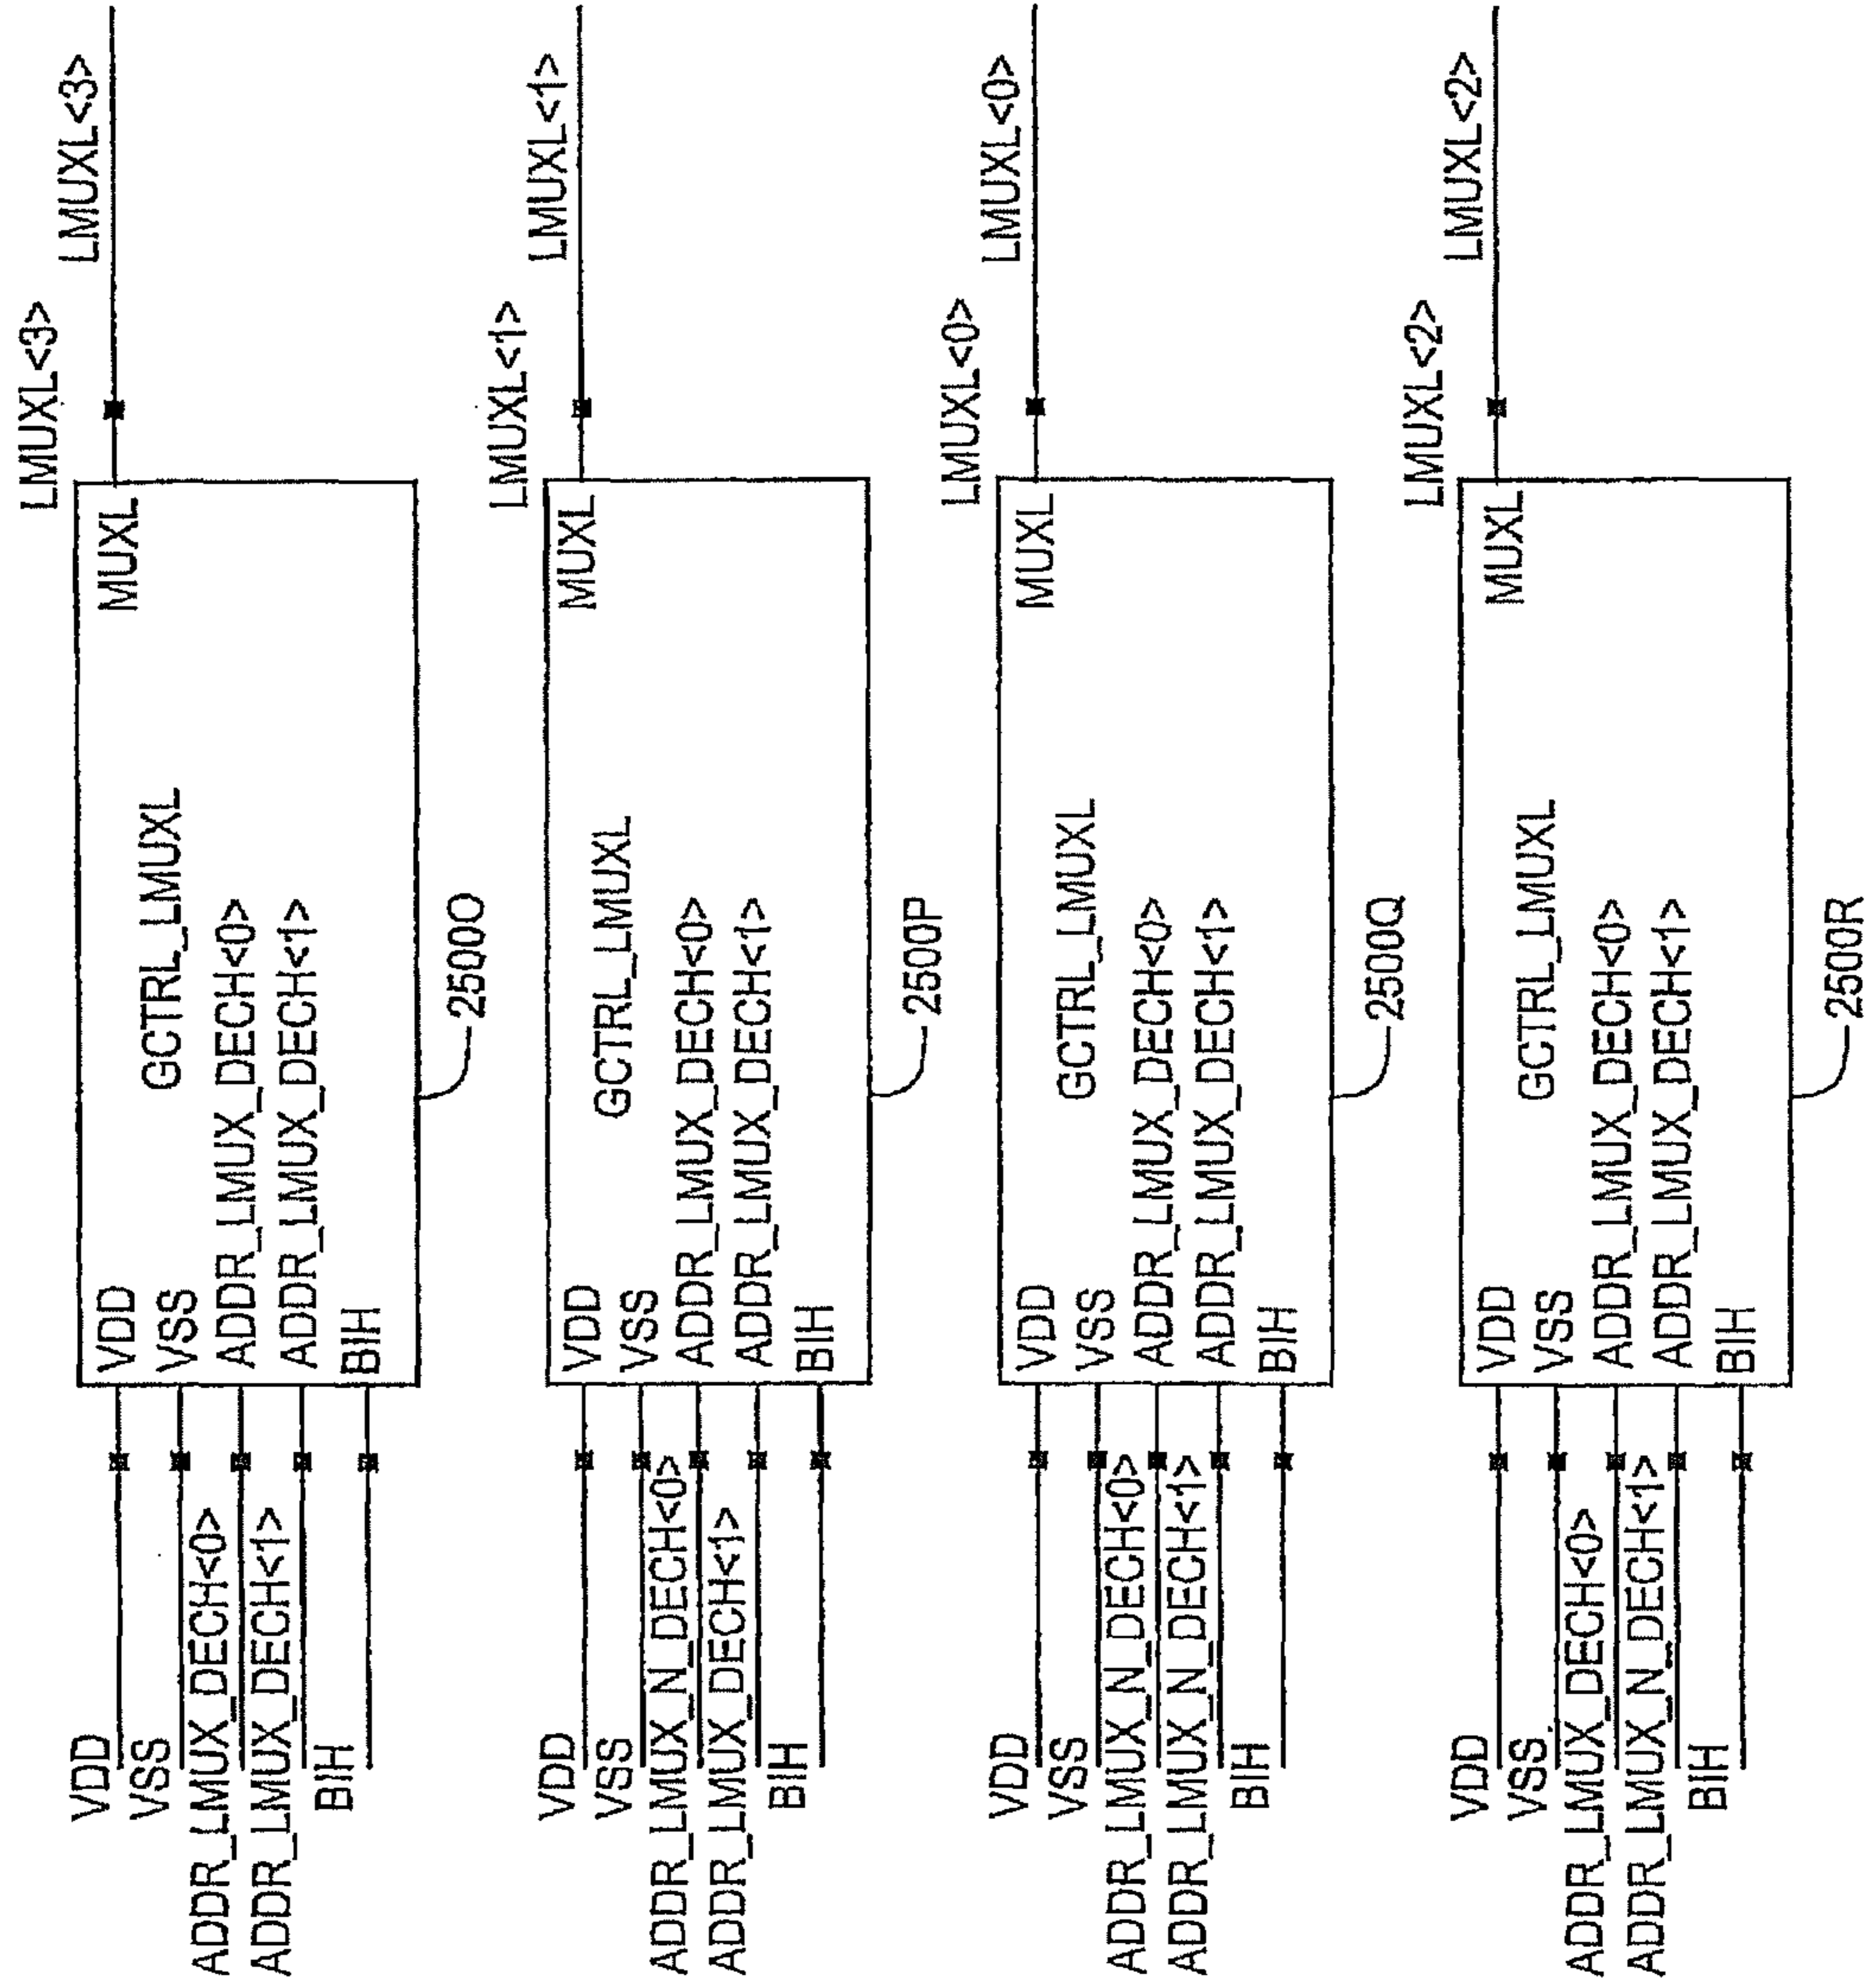 LMUXL<3>
LMUXL<3>
VDD
VDD
MUXL
VSS
VSS
GCTRL_LMUXL
ADDR_LMUX_DECH<0>
ADDR_LMUX_DECH<0>
ADDR_LMUX_DECH<1>
ADDR_LMUX_DECH<1>
BIH
BIH
2500O
LMUXL<1>
LMUXL<1>
VDD
VDD
MUXL
VSS
VSS
GCTRL_LMUXL
ADDR_LMUX_N_DECH<0>
ADDR_LMUX_DECH<0>
ADDR_LMUX_DECH<1>
ADDR_LMUX_DECH<1>
BIH
BIH
2500P
LMUXL<0>
LMUXL<0>
VDD
VDD
MUXL
VSS
VSS
GCTRL_LMUXL
ADDR_LMUX_N_DECH<0>
ADDR_LMUX_DECH<0>
ADDR_LMUX_N_DECH<1>
ADDR_LMUX_DECH<1>
BIH
BIH
2500Q
LMUXL<2>
LMUXL<2>
VDD
VDD
MUXL
VSS
VSS
GCTRL_LMUXL
ADDR_LMUX_DECH<0>
ADDR_LMUX_DECH<0>
ADDR_LMUX_N_DECH<1>
ADDR_LMUX_DECH<1>
BIH
BIH
2500R